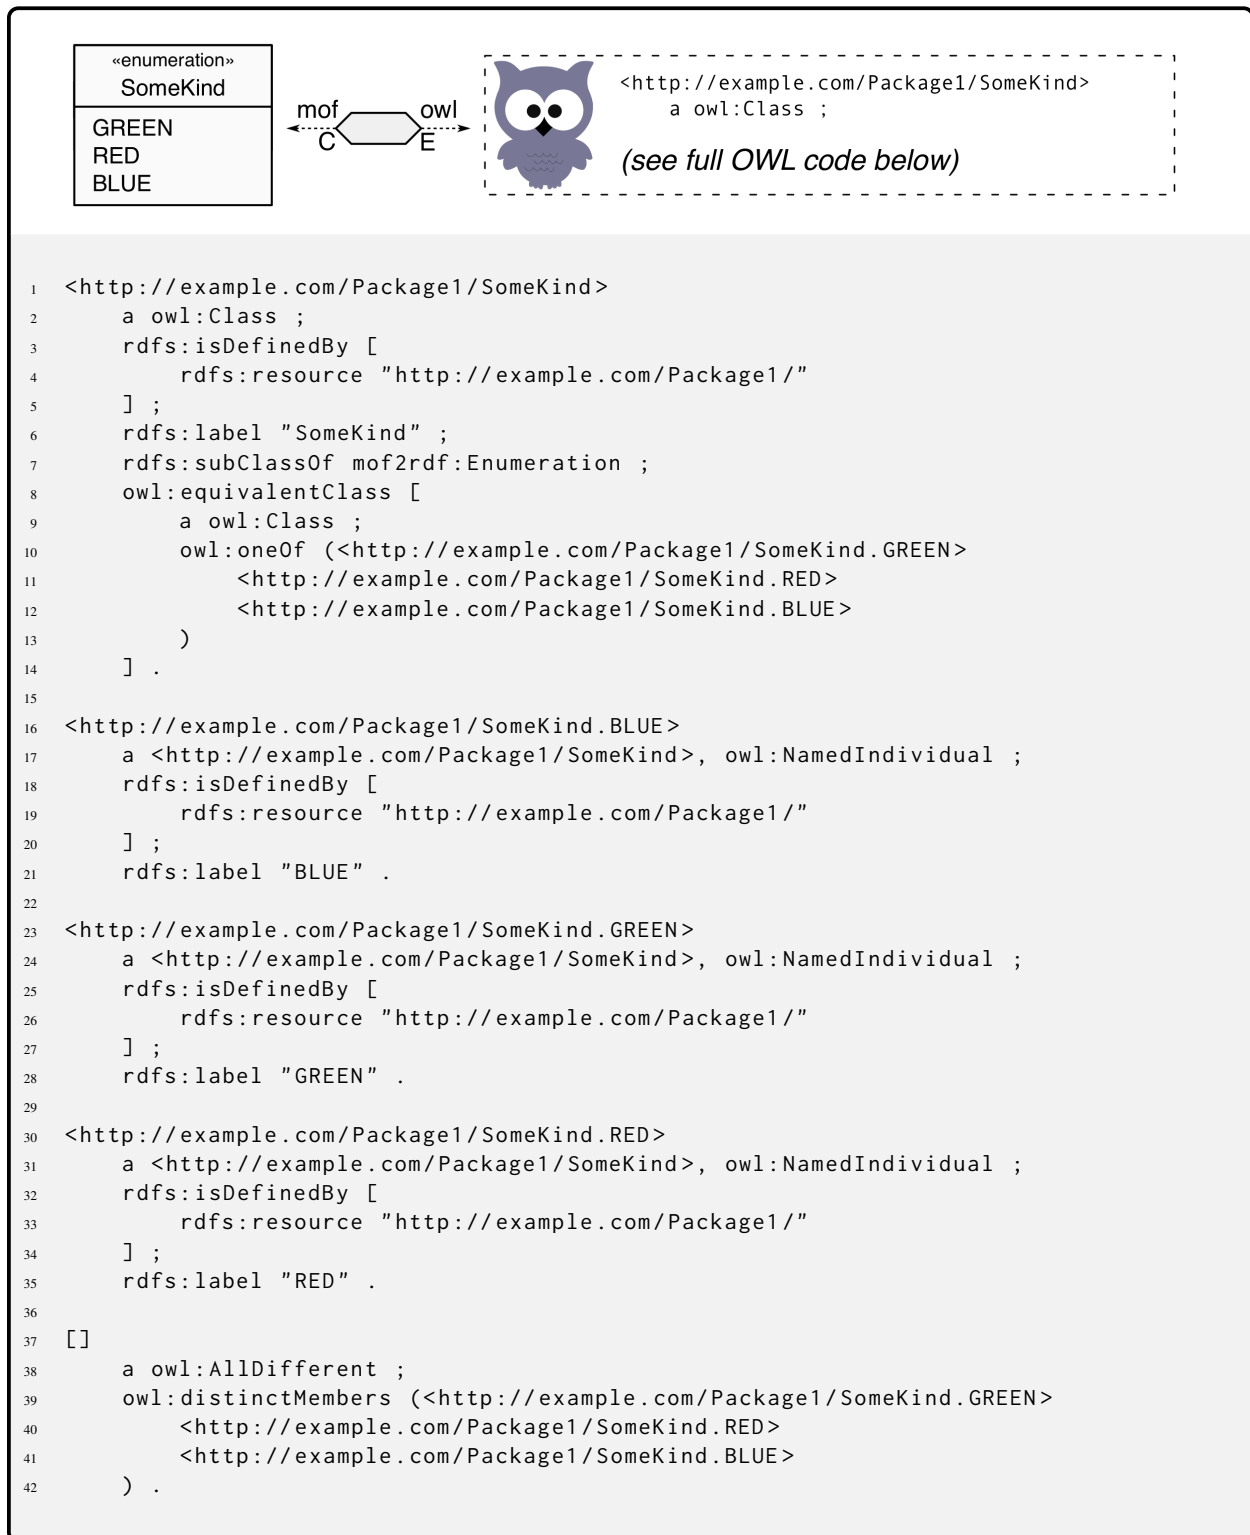 «enumeration»
SomeKind
GREEN
RED
BLUE
mof owl
C E
<http://example.com/Package1/SomeKind>
    a owl:Class ;
(see full OWL code below)
1 <http://example.com/Package1/SomeKind>
2     a owl:Class ;
3     rdfs:isDefinedBy [
4         rdfs:resource "http://example.com/Package1/"
5     ] ;
6     rdfs:label "SomeKind" ;
7     rdfs:subClassOf mof2rdf:Enumeration ;
8     owl:equivalentClass [
9         a owl:Class ;
10         owl:oneOf (<http://example.com/Package1/SomeKind.GREEN>
11             <http://example.com/Package1/SomeKind.RED>
12             <http://example.com/Package1/SomeKind.BLUE>
13         )
14     ] .
15
16 <http://example.com/Package1/SomeKind.BLUE>
17     a <http://example.com/Package1/SomeKind>, owl:NamedIndividual ;
18     rdfs:isDefinedBy [
19         rdfs:resource "http://example.com/Package1/"
20     ] ;
21     rdfs:label "BLUE" .
22
23 <http://example.com/Package1/SomeKind.GREEN>
24     a <http://example.com/Package1/SomeKind>, owl:NamedIndividual ;
25     rdfs:isDefinedBy [
26         rdfs:resource "http://example.com/Package1/"
27     ] ;
28     rdfs:label "GREEN" .
29
30 <http://example.com/Package1/SomeKind.RED>
31     a <http://example.com/Package1/SomeKind>, owl:NamedIndividual ;
32     rdfs:isDefinedBy [
33         rdfs:resource "http://example.com/Package1/"
34     ] ;
35     rdfs:label "RED" .
36
37 []
38     a owl:AllDifferent ;
39     owl:distinctMembers (<http://example.com/Package1/SomeKind.GREEN>
40         <http://example.com/Package1/SomeKind.RED>
41         <http://example.com/Package1/SomeKind.BLUE>
42     ) .